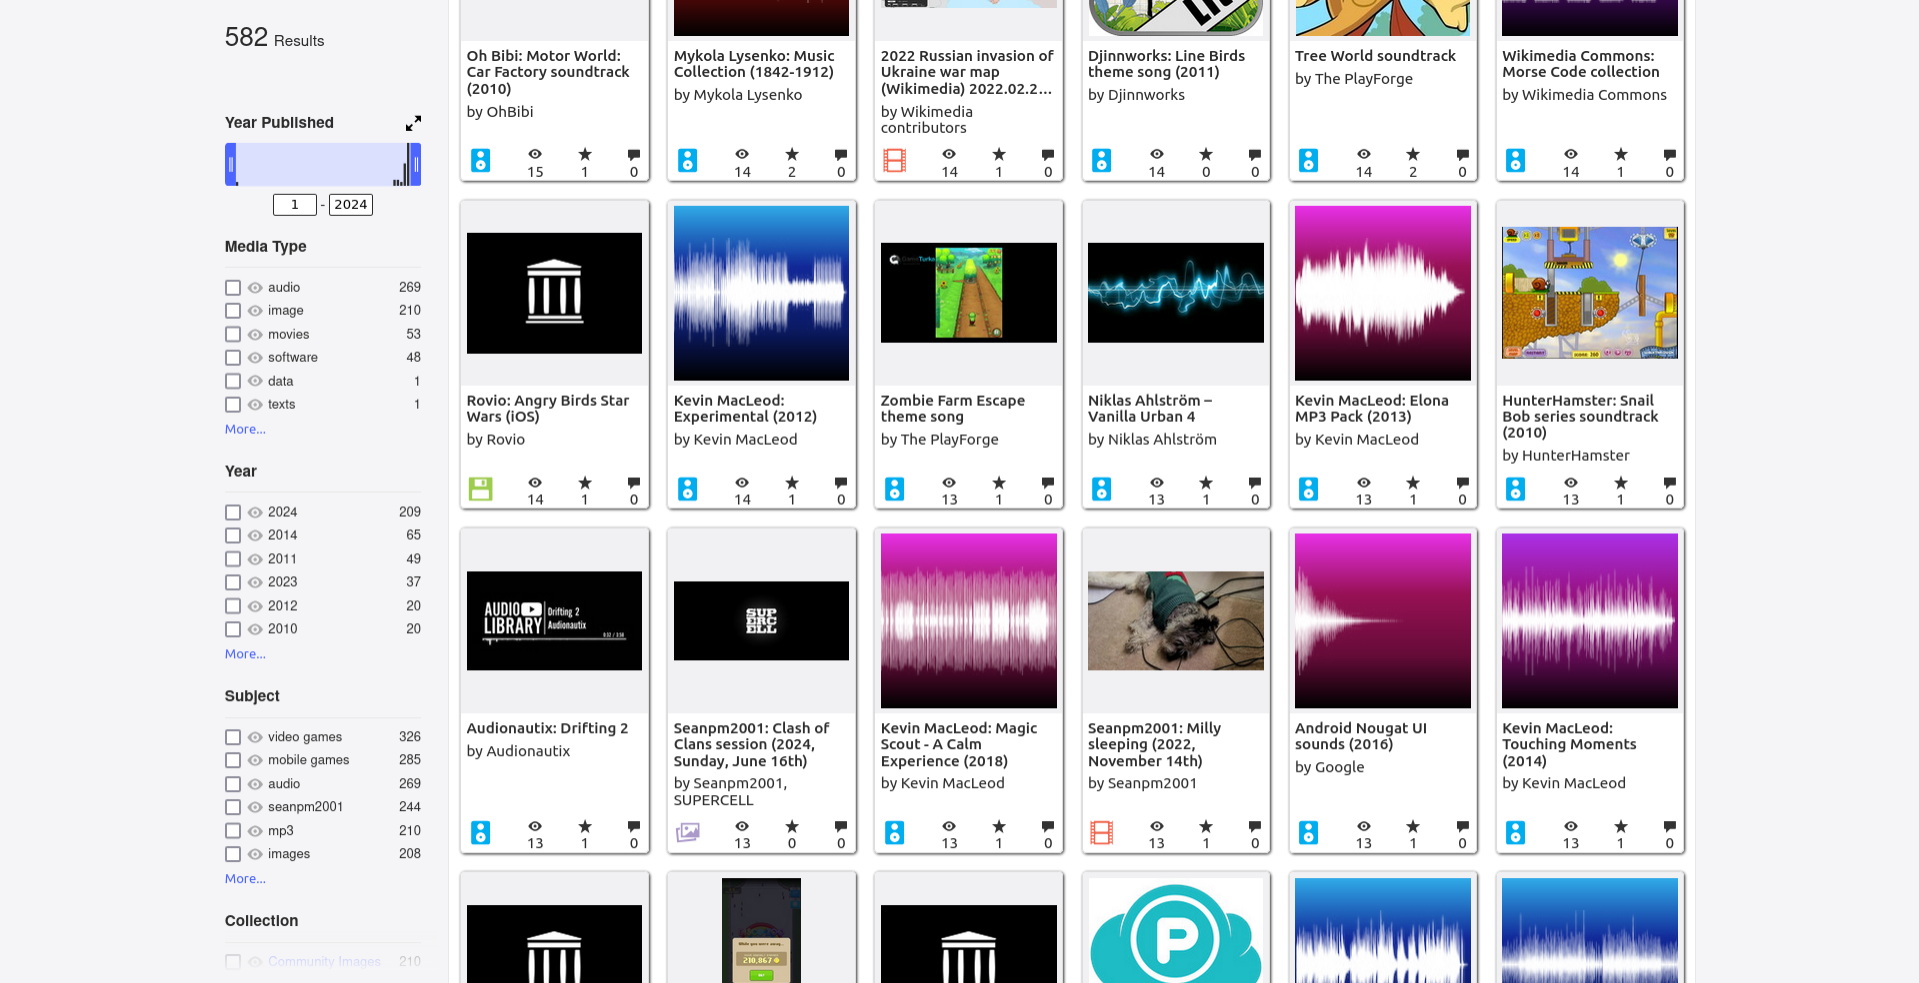 582 Results
Year Published
1 - 2024
Media Type
audio 269
image 210
movies 53
software 48
data 1
texts 1
More...
Year
2024 209
2014 65
2011 49
2023 37
2012 20
2010 20
More...
Subject
video games 326
mobile games 285
audio 269
seanpm2001 244
mp3 210
images 208
More...
Collection
Community Images 210
Oh Bibi: Motor World:
Car Factory soundtrack
(2010)
by OhBibi
15 1 0
Mykola Lysenko: Music
Collection (1842-1912)
by Mykola Lysenko
14 2 0
2022 Russian invasion of
Ukraine war map
(Wikimedia) 2022.02.2...
by Wikimedia
contributors
14 1 0
Djinnworks: Line Birds
theme song (2011)
by Djinnworks
14 0 0
Tree World soundtrack
by The PlayForge
14 2 0
Wikimedia Commons:
Morse Code collection
by Wikimedia Commons
14 1 0
Rovio: Angry Birds Star
Wars (iOS)
by Rovio
14 1 0
Kevin MacLeod:
Experimental (2012)
by Kevin MacLeod
14 1 0
Zombie Farm Escape
theme song
by The PlayForge
13 1 0
Niklas Ahlström –
Vanilla Urban 4
by Niklas Ahlström
13 1 0
Kevin MacLeod: Elona
MP3 Pack (2013)
by Kevin MacLeod
13 1 0
HunterHamster: Snail
Bob series soundtrack
(2010)
by HunterHamster
13 1 0
AUDIO
LIBRARY
Drifting 2
Audionautix
Audionautix: Drifting 2
by Audionautix
13 1 0
SUP
ERC
ELL
Seanpm2001: Clash of
Clans session (2024,
Sunday, June 16th)
by Seanpm2001,
SUPERCELL
13 0 0
Kevin MacLeod: Magic
Scout - A Calm
Experience (2018)
by Kevin MacLeod
13 1 0
Seanpm2001: Milly
sleeping (2022,
November 14th)
by Seanpm2001
13 1 0
Android Nougat UI
sounds (2016)
by Google
13 1 0
Kevin MacLeod:
Touching Moments
(2014)
by Kevin MacLeod
13 1 0
While you were away...
210,867
P